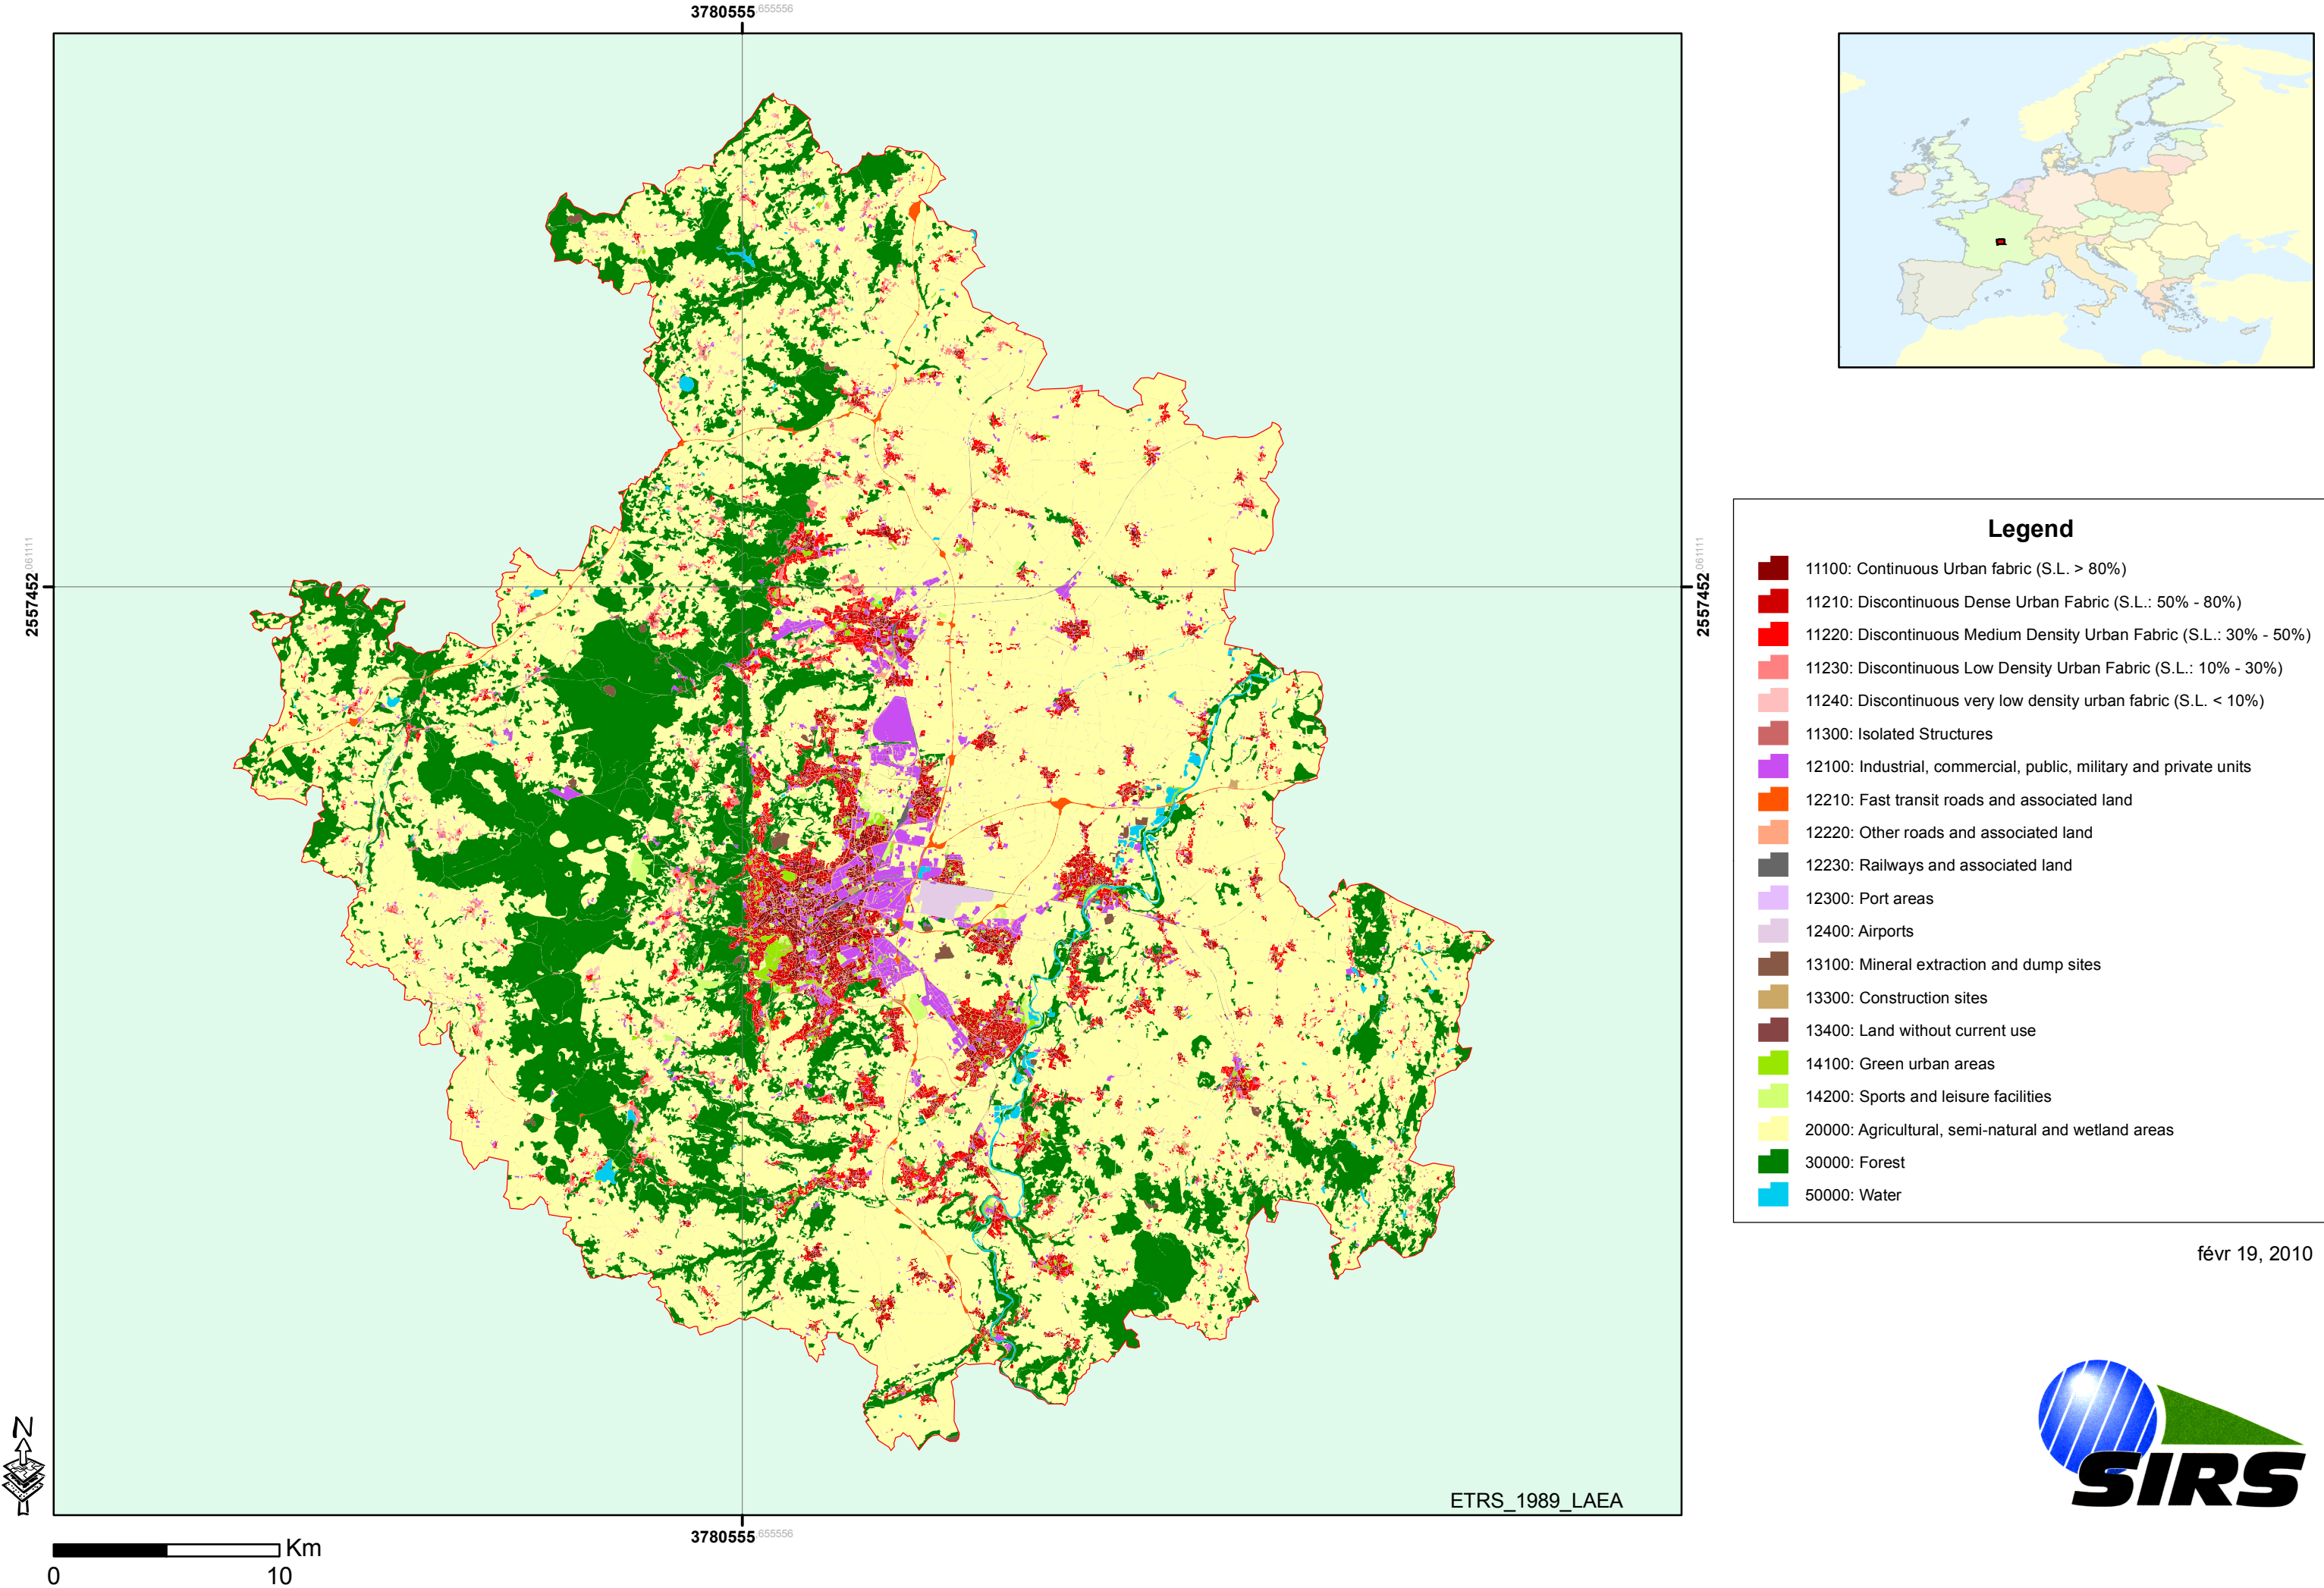 3780555,655556
2557452,061111
2557452,061111
Legend
11100: Continuous Urban fabric (S.L. > 80%)
11210: Discontinuous Dense Urban Fabric (S.L.: 50% - 80%)
11220: Discontinuous Medium Density Urban Fabric (S.L.: 30% - 50%)
11230: Discontinuous Low Density Urban Fabric (S.L.: 10% - 30%)
11240: Discontinuous very low density urban fabric (S.L. < 10%)
11300: Isolated Structures
12100: Industrial, commercial, public, military and private units
12210: Fast transit roads and associated land
12220: Other roads and associated land
12230: Railways and associated land
12300: Port areas
12400: Airports
13100: Mineral extraction and dump sites
13300: Construction sites
13400: Land without current use
14100: Green urban areas
14200: Sports and leisure facilities
20000: Agricultural, semi-natural and wetland areas
30000: Forest
50000: Water
févr 19, 2010
SIRS
N
ETRS_1989_LAEA
3780555,655556
Km
0 10